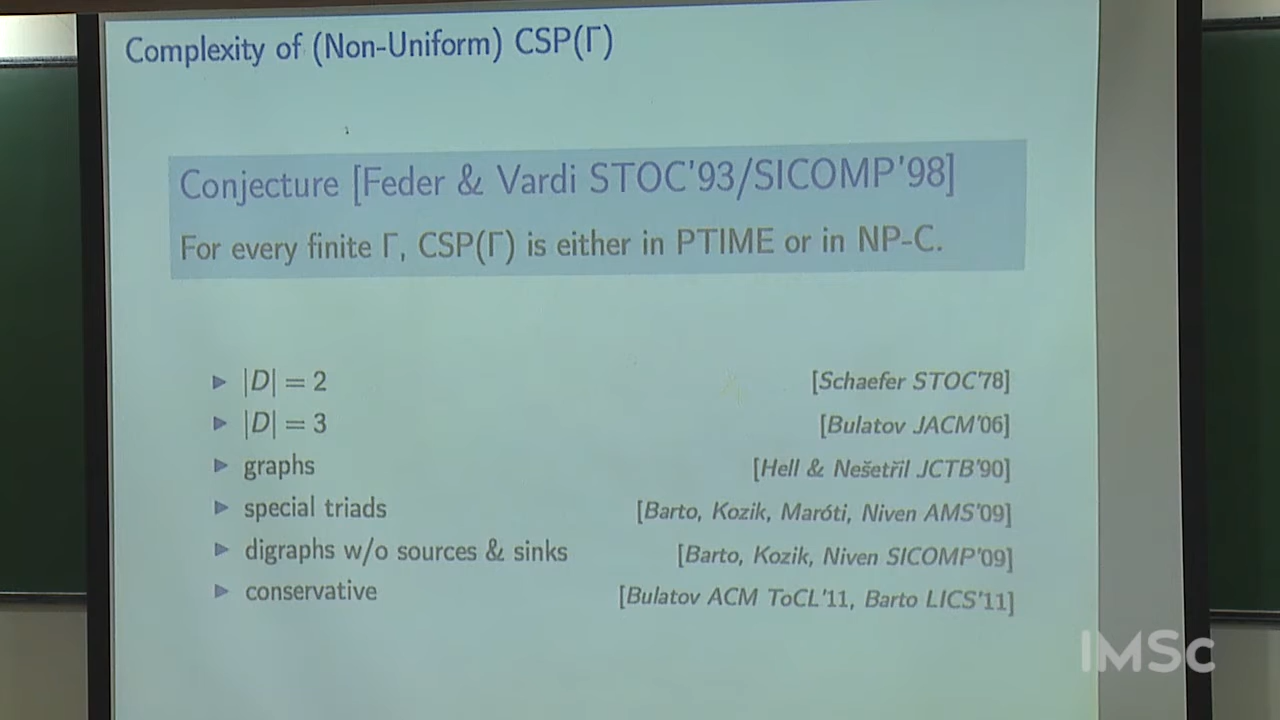 Complexity of (Non-Uniform) CSP(Γ)
Conjecture [Feder & Vardi STOC'93/SICOMP'98]
For every finite Γ, CSP(Γ) is either in PTIME or in NP-C.
|D| = 2 [Schaefer STOC'78]
|D| = 3 [Bulatov JACM'06]
graphs [Hell & Nešetřil JCTB'90]
special triads [Barto, Kozik, Maróti, Niven AMS'09]
digraphs w/o sources & sinks [Barto, Kozik, Niven SICOMP'09]
conservative [Bulatov ACM ToCL'11, Barto LICS'11]
IMSc